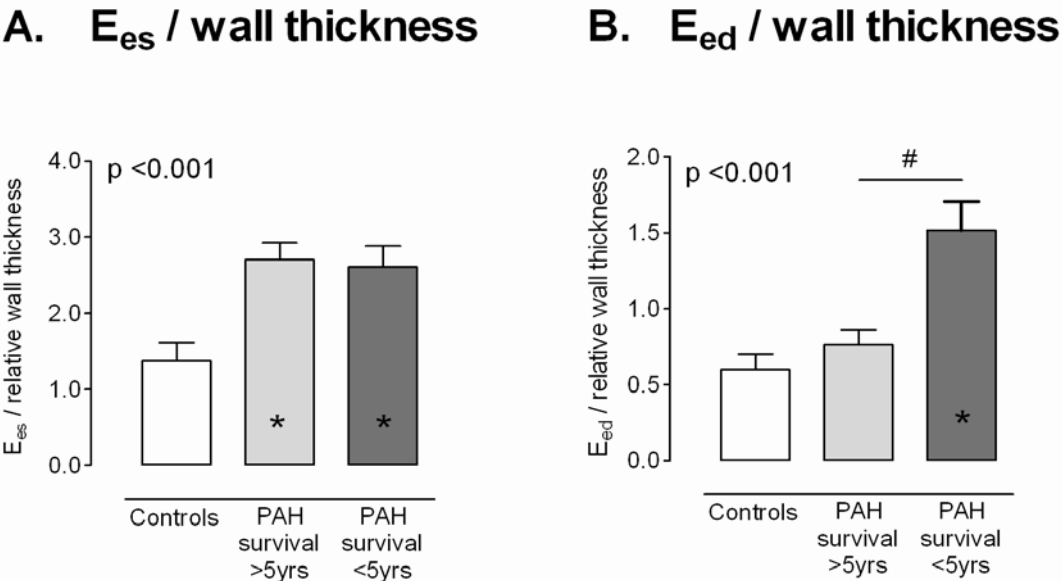 A. Ees / wall thickness
p <0.001
Ees / relative wall thickness
4.0
3.0
2.0
1.0
0.0
*
*
Controls
PAH
survival
>5yrs
PAH
survival
<5yrs
B. Eed / wall thickness
p <0.001
#
Eed / relative wall thickness
2.0
1.5
1.0
0.5
0.0
*
Controls
PAH
survival
>5yrs
PAH
survival
<5yrs